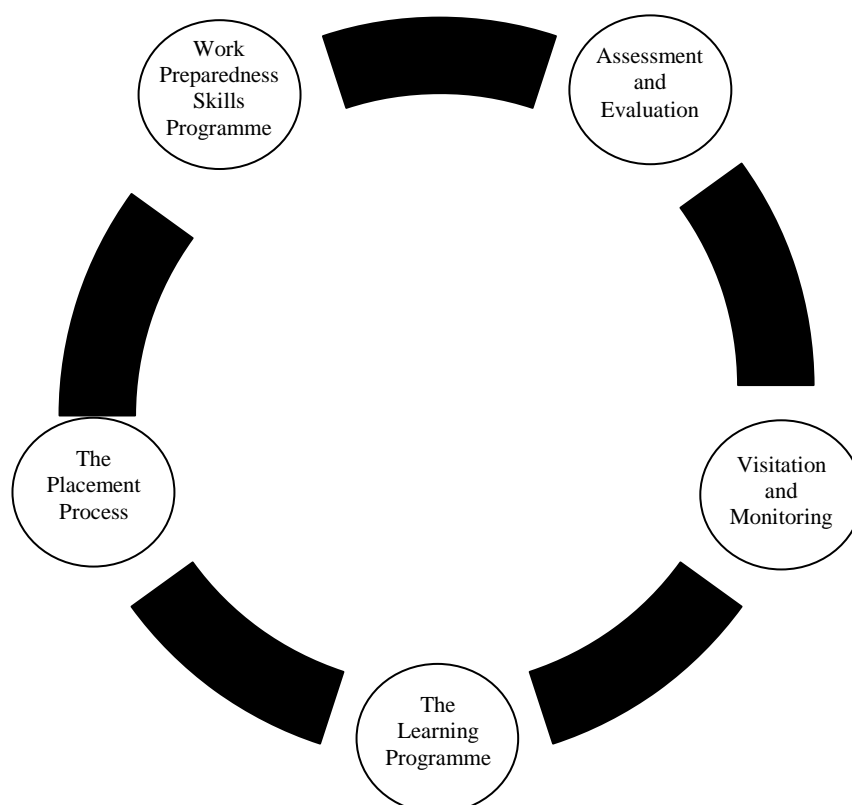 Work
Preparedness
Skills
Programme
Assessment
and
Evaluation
The
Placement
Process
Visitation
and
Monitoring
The
Learning
Programme